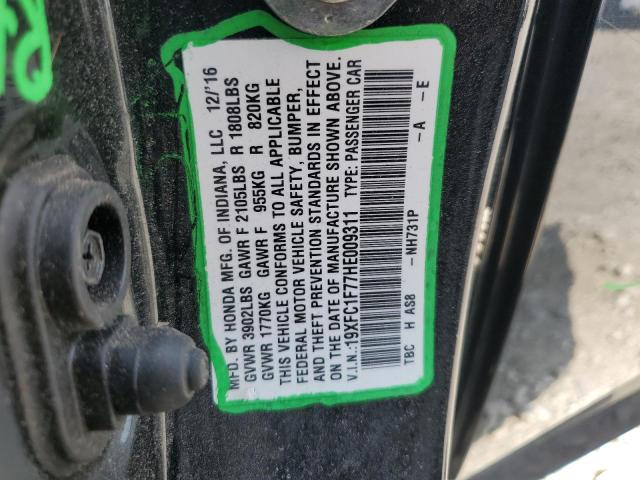 MFD. BY HONDA MFG. OF INDIANA, LLC 12/'16
GVWR 3902LBS GAWR F 2105LBS R 1808LBS
GVWR 1770KG GAWR F 955KG R 820KG
THIS VEHICLE CONFORMS TO ALL APPLICABLE
FEDERAL MOTOR VEHICLE SAFETY, BUMPER,
AND THEFT PREVENTION STANDARDS IN EFFECT
ON THE DATE OF MANUFACTURE SHOWN ABOVE.
V.I.N.:19XFC1F77HE009311 TYPE: PASSENGER CAR
TBC H AS8 -NH731P -A -E